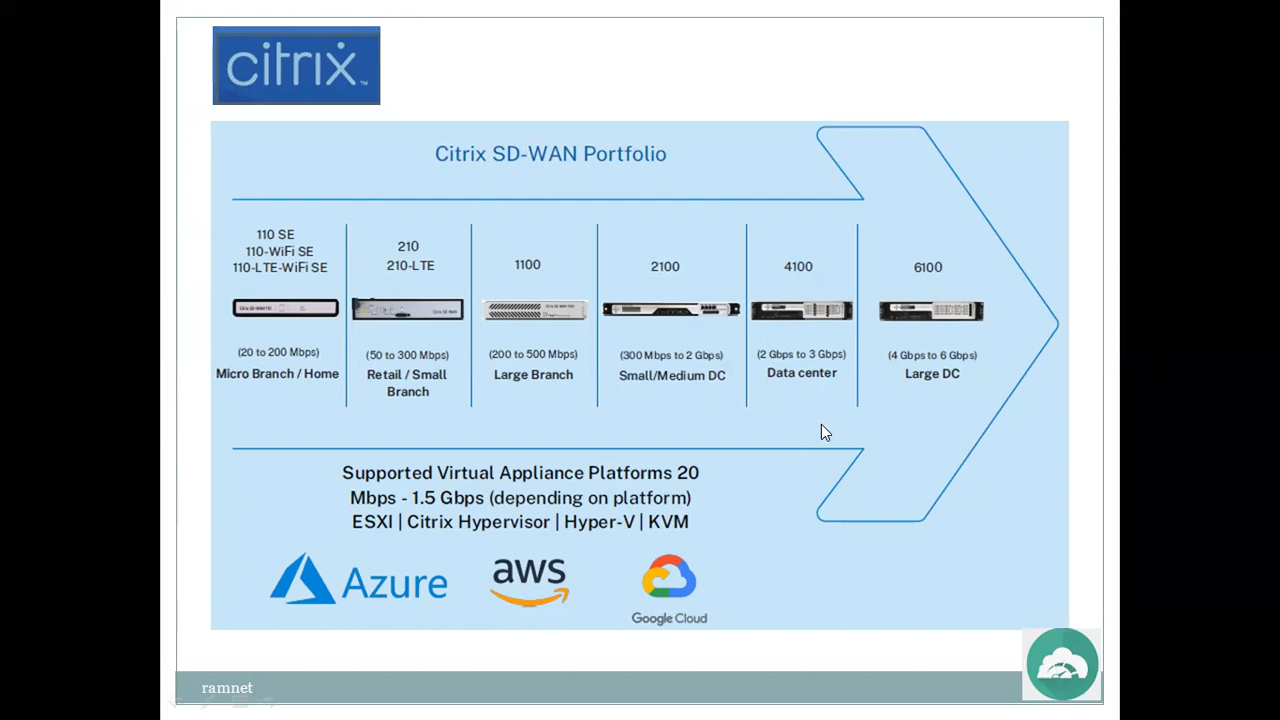 citrix™
Citrix SD-WAN Portfolio
110 SE
110-WiFi SE
110-LTE-WiFi SE
(20 to 200 Mbps)
Micro Branch / Home
210
210-LTE
Citrix SD-WAN
(50 to 300 Mbps)
Retail / Small
Branch
1100
(200 to 500 Mbps)
Large Branch
2100
(300 Mbps to 2 Gbps)
Small/Medium DC
4100
(2 Gbps to 3 Gbps)
Data center
6100
(4 Gbps to 6 Gbps)
Large DC
Supported Virtual Appliance Platforms 20
Mbps - 1.5 Gbps (depending on platform)
ESXI | Citrix Hypervisor | Hyper-V | KVM
Azure
aws
Google Cloud
ramnet